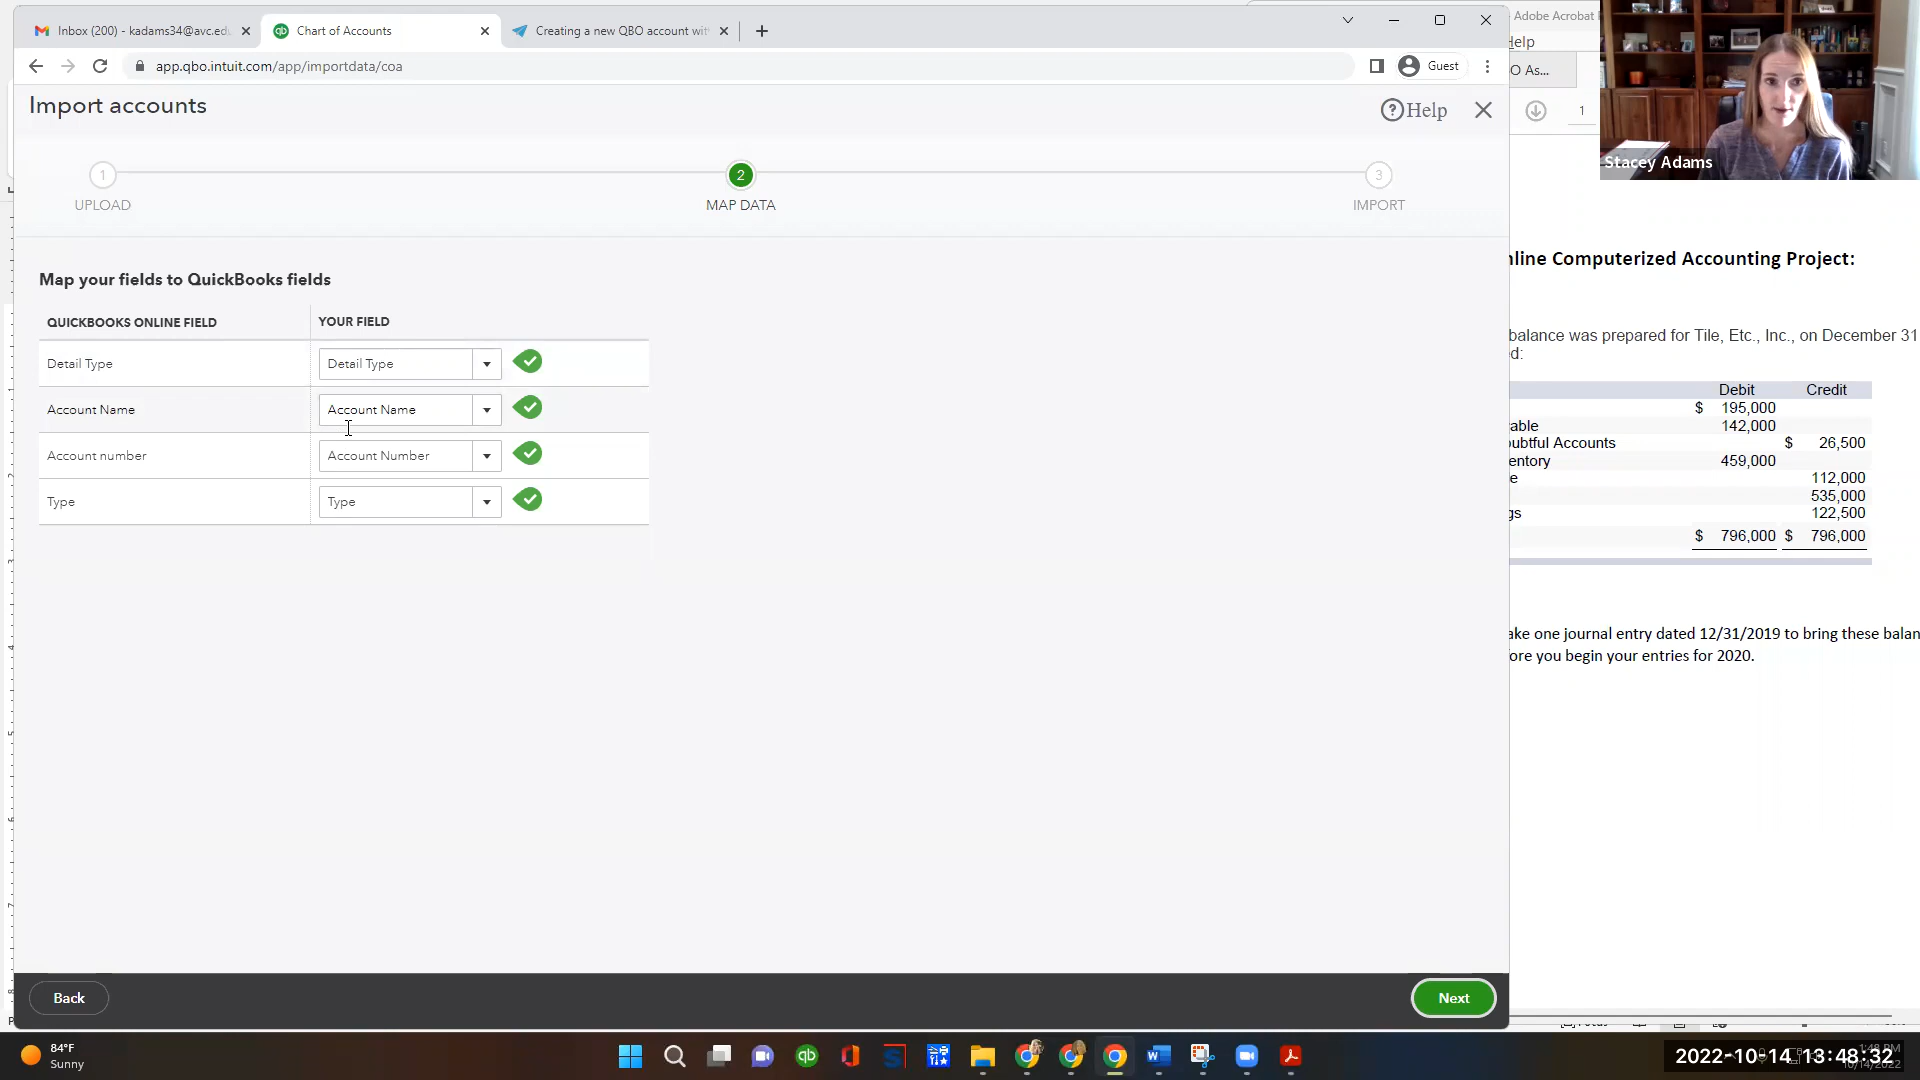 Inbox (200) - kadams34@avc.ed
Chart of Accounts
Creating a new QBO account wit
Adobe Acrobat
Help
app.qbo.intuit.com/app/importdata/coa
Guest
O As...
1
Import accounts
Help
Stacey Adams
1
2
3
UPLOAD
MAP DATA
IMPORT
Map your fields to QuickBooks fields
QUICKBOOKS ONLINE FIELD
YOUR FIELD
Detail Type
Detail Type
Account Name
Account Name
Account number
Account Number
Type
Type
nline Computerized Accounting Project:
balance was prepared for Tile, Etc., Inc., on December 31
d:
Debit Credit
$ 195,000
able 142,000
oubtful Accounts $ 26,500
entory 459,000
e 112,000
535,000
gs 122,500
$ 796,000 $ 796,000
ake one journal entry dated 12/31/2019 to bring these balan
ore you begin your entries for 2020.
Back
Next
84°F
Sunny
2022-10-14 13:48:32